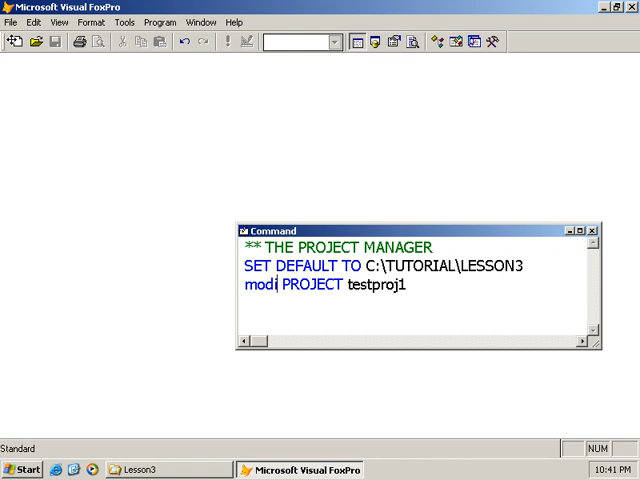 Microsoft Visual FoxPro
File Edit View Format Tools Program Window Help
Command
** THE PROJECT MANAGER
SET DEFAULT TO C:\TUTORIAL\LESSON3
modi PROJECT testproj1
Standard
NUM
Start Lesson3 Microsoft Visual FoxPro 10:41 PM